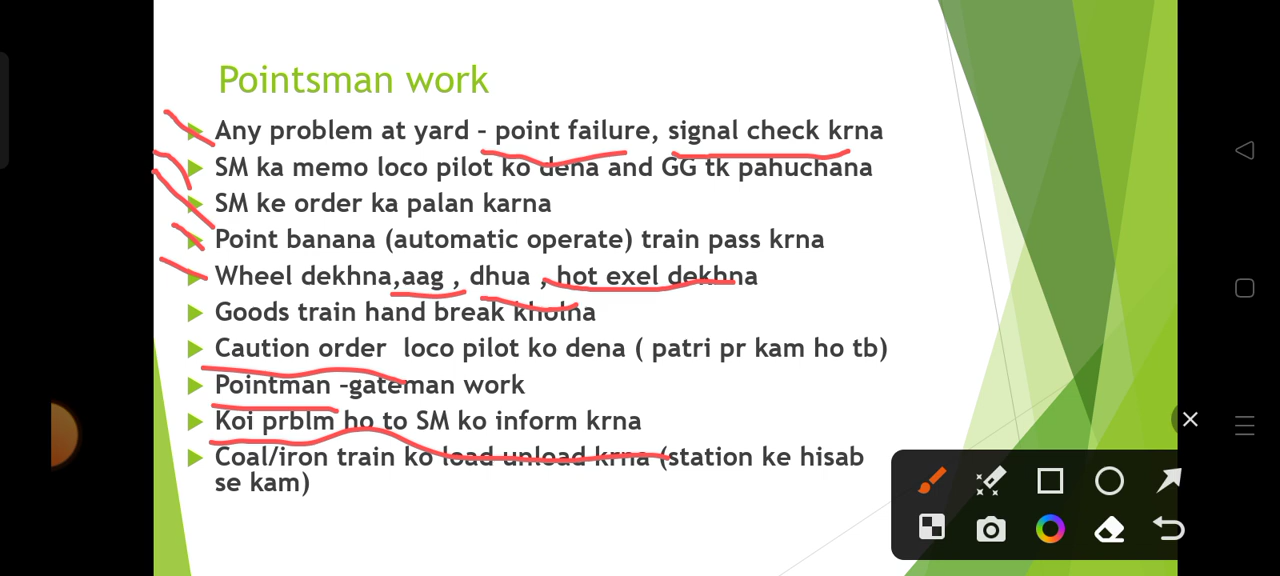 Pointsman work
Any problem at yard - point failure, signal check krna
SM ka memo loco pilot ko dena and GG tk pahuchana
SM ke order ka palan karna
Point banana (automatic operate) train pass krna
Wheel dekhna,aag , dhua , hot exel dekhna
Goods train hand break kholna
Caution order loco pilot ko dena ( patri pr kam ho tb)
Pointman -gateman work
Koi prblm ho to SM ko inform krna
Coal/iron train ko load unload krna (station ke hisab
se kam)